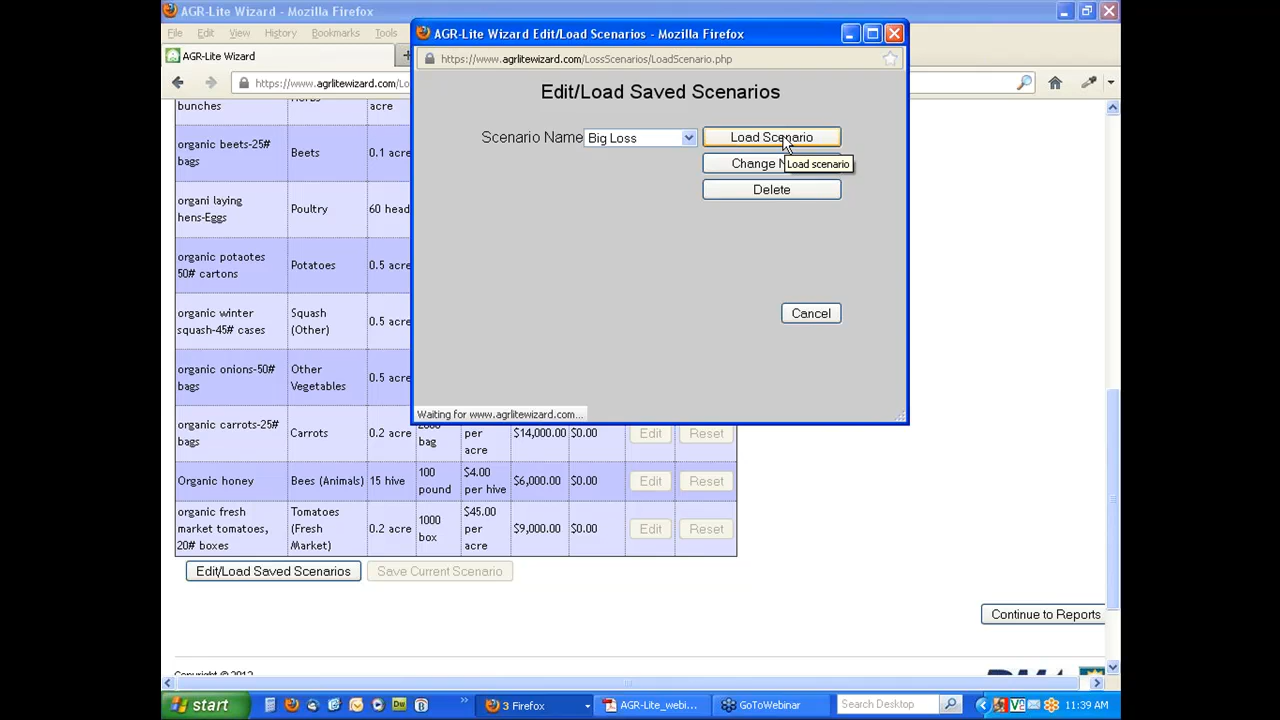 AGR-Lite Wizard - Mozilla Firefox
File Edit View History Bookmarks Tools
AGR-Lite Wizard
https://www.agrlitewizard.com/Lo
AGR-Lite Wizard Edit/Load Scenarios - Mozilla Firefox
https://www.agrlitewizard.com/LossScenarios/LoadScenario.php
Edit/Load Saved Scenarios
Scenario Name Big Loss Load Scenario
Change N
Load scenario
Delete
Cancel
Waiting for www.agrlitewizard.com...
bunches
acre
organic beets-25#
bags
Beets
0.1 acre
organi laying
hens-Eggs
Poultry
60 head
organic potaotes
50# cartons
Potatoes
0.5 acre
organic winter
squash-45# cases
Squash
(Other)
0.5 acre
organic onions-50#
bags
Other
Vegetables
0.5 acre
organic carrots-25#
bags
Carrots
0.2 acre
bag
per
acre
$14,000.00
$0.00
Edit
Reset
Organic honey
Bees (Animals)
15 hive
100
pound
$4.00
per hive
$6,000.00
$0.00
Edit
Reset
organic fresh
market tomatoes,
20# boxes
Tomatoes
(Fresh
Market)
0.2 acre
1000
box
$45.00
per
acre
$9,000.00
$0.00
Edit
Reset
Edit/Load Saved Scenarios Save Current Scenario
Continue to Reports
Copyright © 2012
start
3 Firefox
AGR-Lite_webi...
GoToWebinar
Search Desktop
11:39 AM